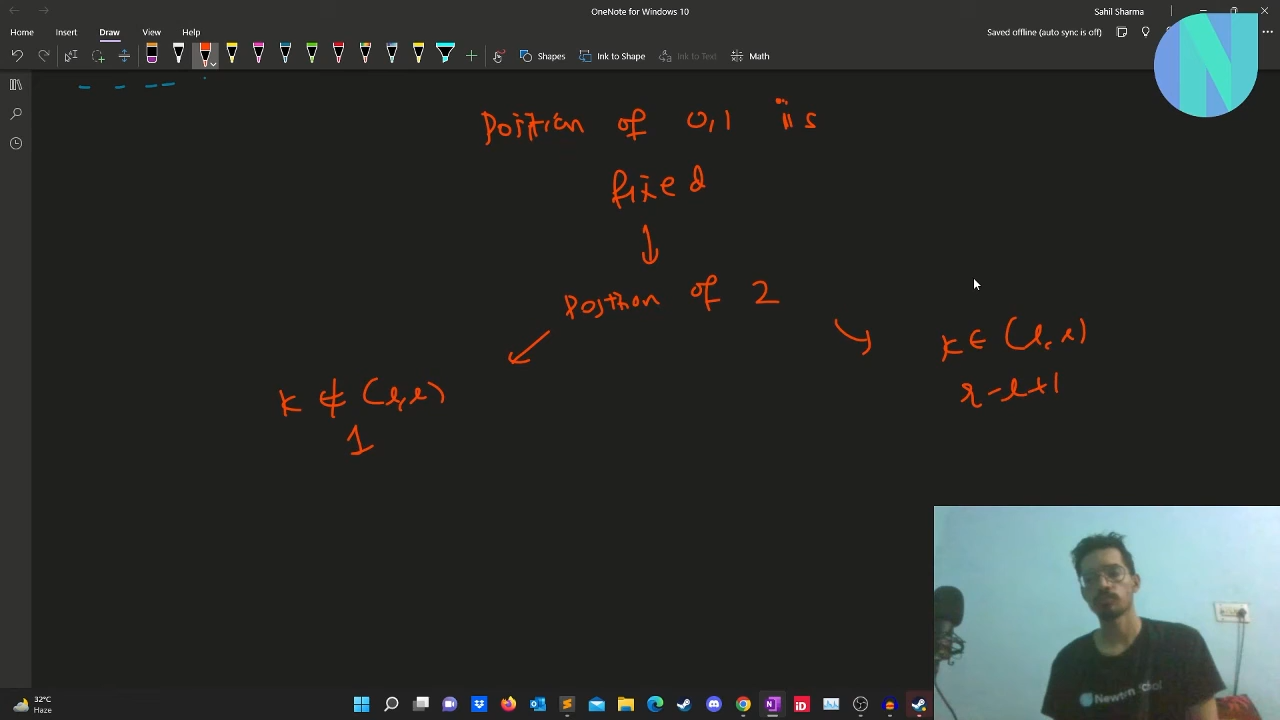 OneNote for Windows 10
Sahil Sharma
Home Insert Draw View Help
Saved offline (auto sync is off)
Shapes Ink to Shape Ink to Text Math
Position of 0,1 is
fixed
Position of 2
k ∈ (l, r)
r - l + 1
k ∉ (l, r)
1
Newton School
32°C
Haze